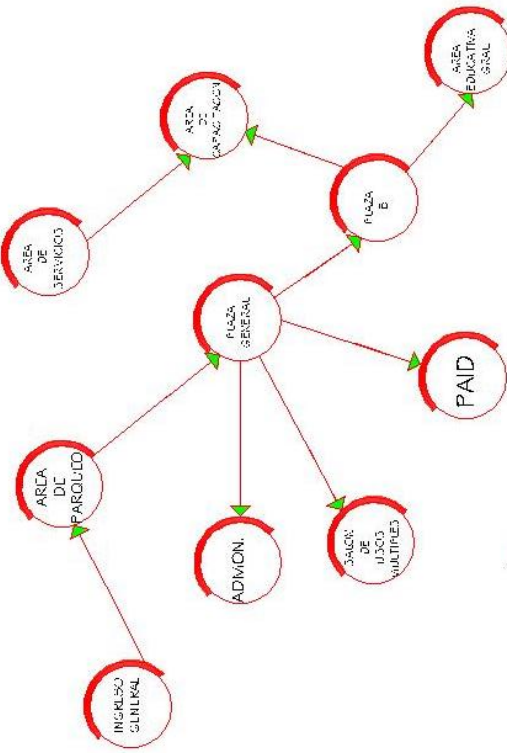 INGRESO
GENERAL
AREA
DE
PARQUEO
ADMON.
SALON
DE
USOS
MULTIPLES
PAID
PLAZA
GENERAL
AREA
DE
SERVICIOS
AREA
DE
CAPACITACION
PLAZA
B
AREA
EDUCATIVA
GRAL